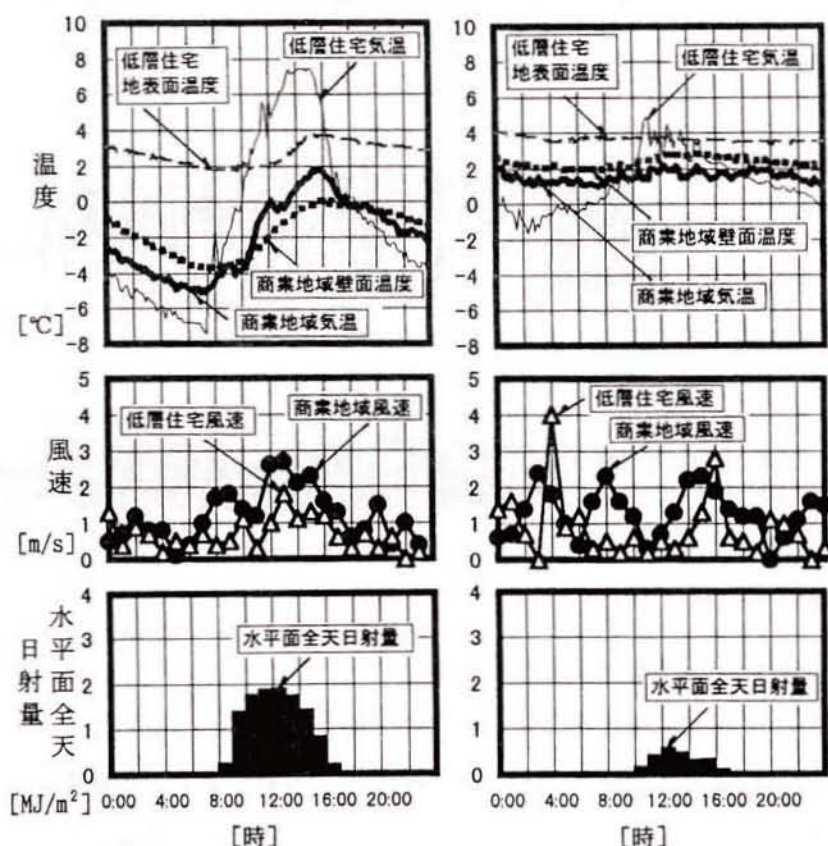 10
8
6
4
2
0
-2
-4
-6
-8
温度
[℃]
低層住宅
地表面温度
低層住宅気温
商業地域壁面温度
商業地域気温
10
8
6
4
2
0
-2
-4
-6
-8
低層住宅
地表面温度
低層住宅気温
商業地域壁面温度
商業地域気温
5
4
3
2
1
0
風速
[m/s]
低層住宅風速
商業地域風速
5
4
3
2
1
0
低層住宅風速
商業地域風速
4
3
2
1
0
水平面全天
日射量
[MJ/m²]
水平面全天日射量
0:00 4:00 8:00 12:00 16:00 20:00
[時]
4
3
2
1
0
水平面全天日射量
0:00 4:00 8:00 12:00 16:00 20:00
[時]